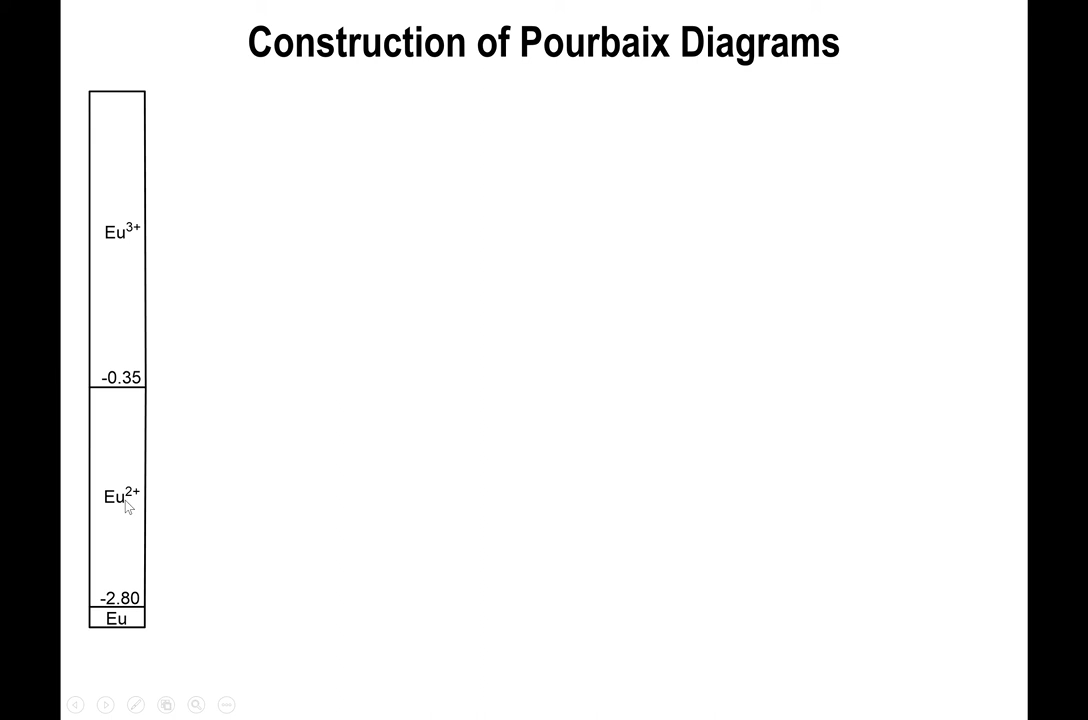 Construction of Pourbaix Diagrams
Eu³⁺
-0.35
Eu²⁺
-2.80
Eu